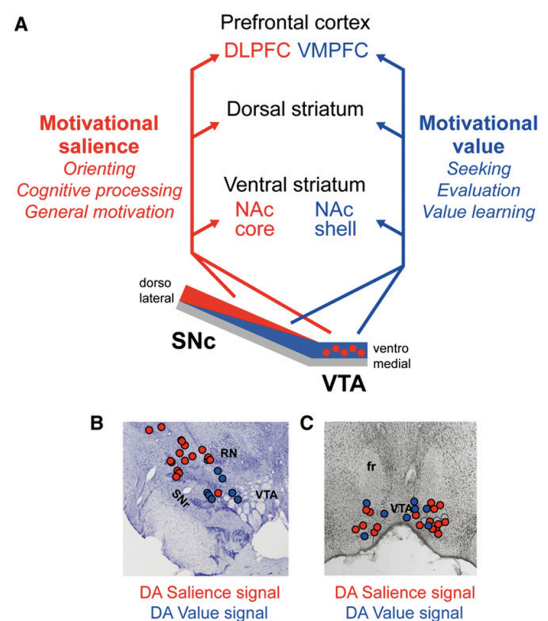 A
Prefrontal cortex
DLPFC VMPFC
Dorsal striatum
Motivational
salience
Orienting
Cognitive processing
General motivation
Motivational
value
Seeking
Evaluation
Value learning
Ventral striatum
NAc
core
NAc
shell
dorso
lateral
SNc
ventro
medial
VTA
B
RN
SNr
VTA
DA Salience signal
DA Value signal
C
fr
VTA
DA Salience signal
DA Value signal